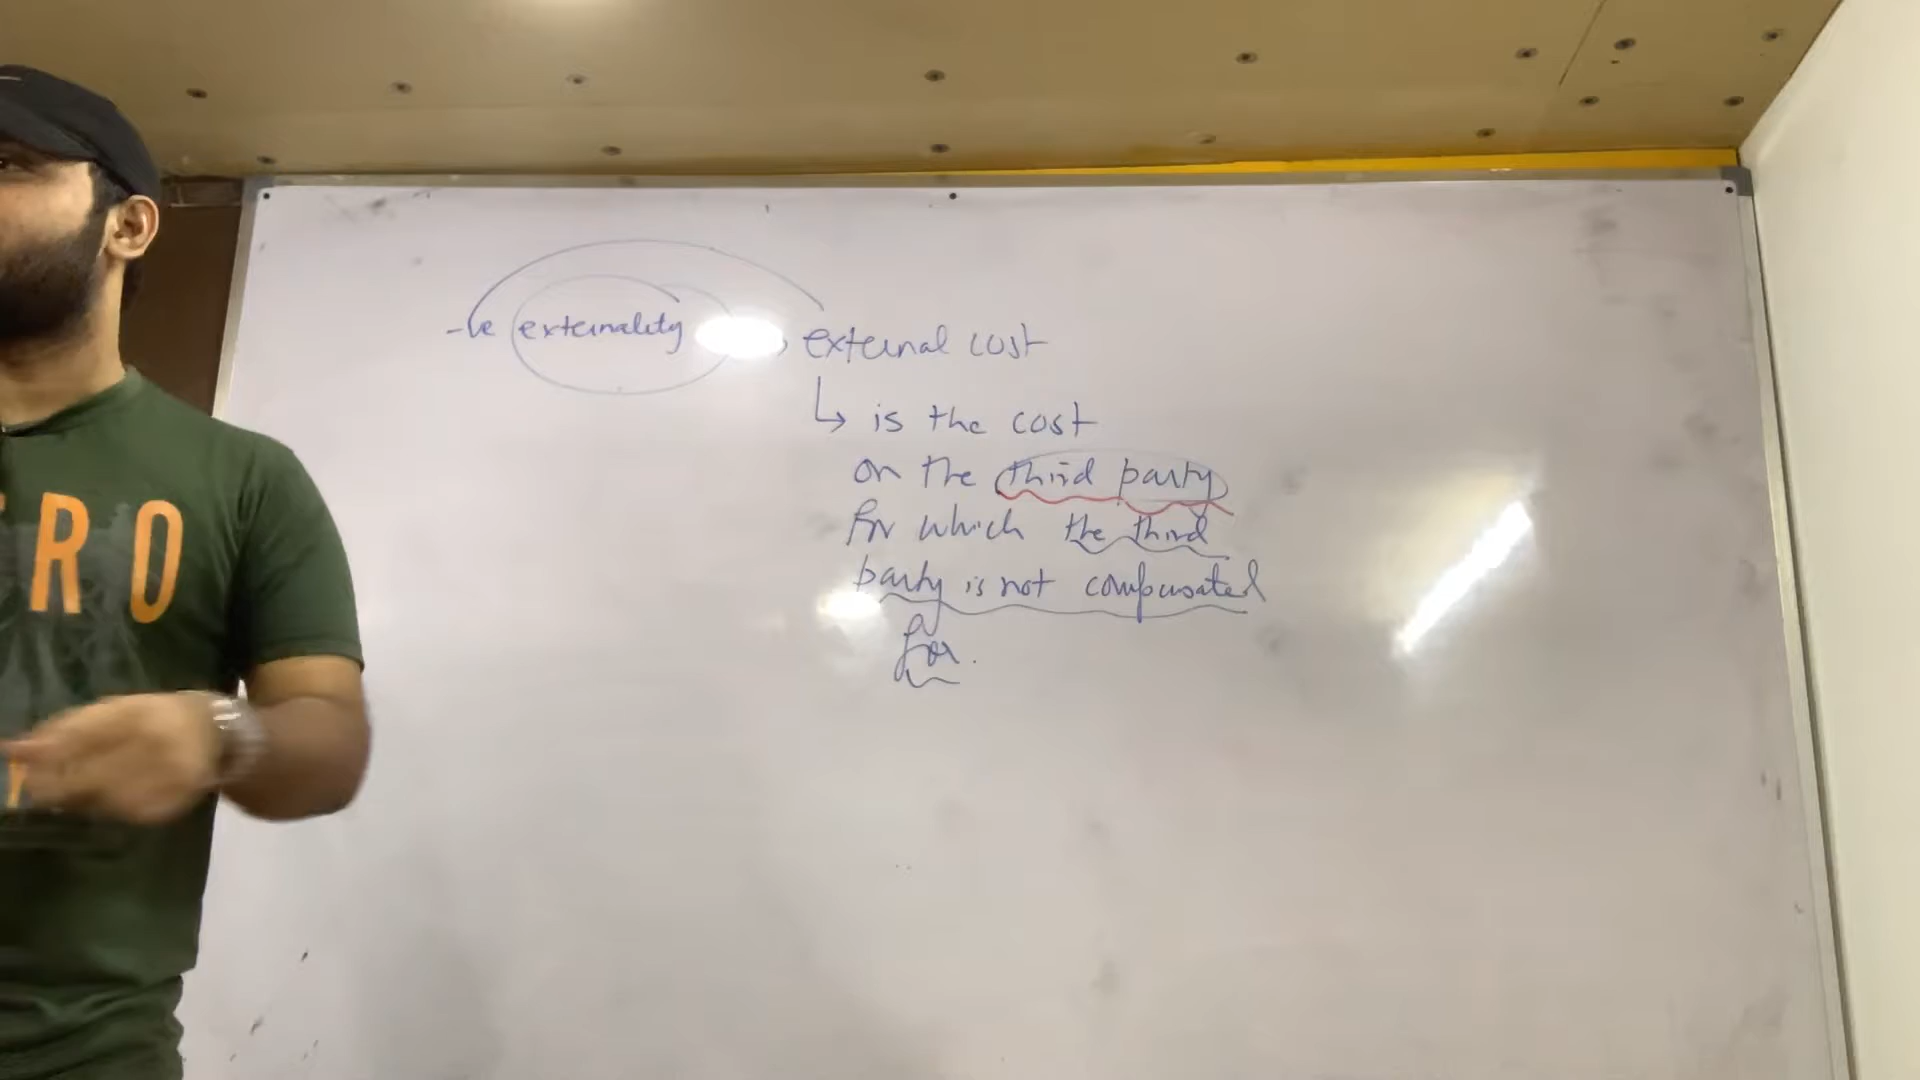 -ve externality , external cost
↳ is the cost
on the third party
for which the third
party is not compensated
for.
RO